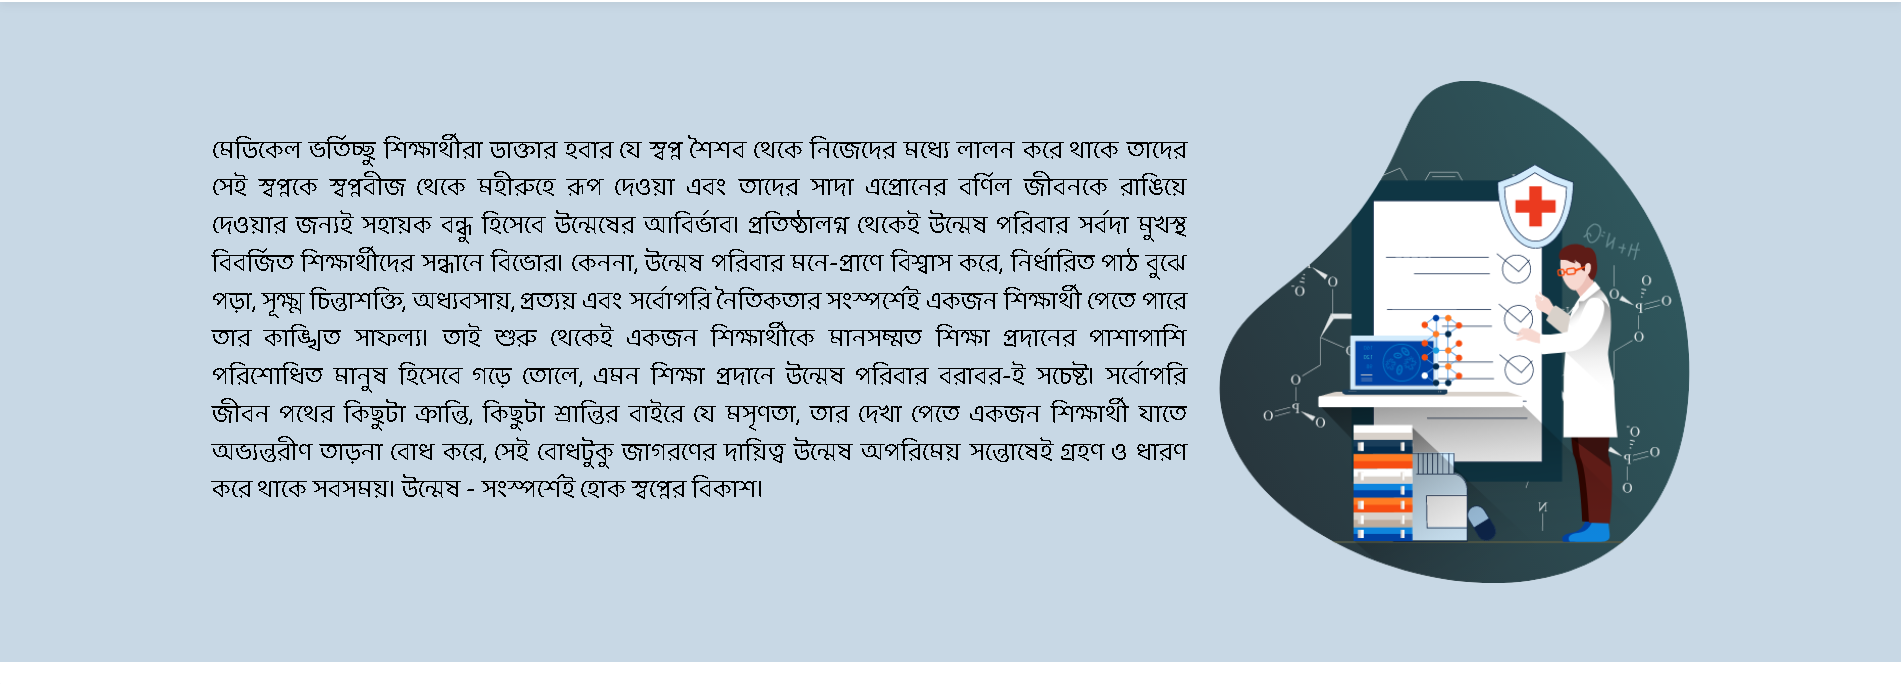 মেডিকেল ভর্তিচ্ছু শিক্ষার্থীরা ডাক্তার হবার যে স্বপ্ন শৈশব থেকে নিজেদের মধ্যে লালন করে থাকে তাদের
সেই স্বপ্নকে স্বপ্নবীজ থেকে মহীরুহে রূপ দেওয়া এবং তাদের সাদা এপ্রোনের বর্ণিল জীবনকে রাঙিয়ে
দেওয়ার জন্যই সহায়ক বন্ধু হিসেবে উন্মেষের আবির্ভাব। প্রতিষ্ঠালগ্ন থেকেই উন্মেষ পরিবার সর্বদা মুখস্থ
বিবর্জিত শিক্ষার্থীদের সন্ধানে বিভোর। কেননা, উন্মেষ পরিবার মনে-প্রাণে বিশ্বাস করে, নির্ধারিত পাঠ বুঝে
পড়া, সূক্ষ্ম চিন্তাশক্তি, অধ্যবসায়, প্রত্যয় এবং সর্বোপরি নৈতিকতার সংস্পর্শেই একজন শিক্ষার্থী পেতে পারে
তার কাঙ্খিত সাফল্য। তাই শুরু থেকেই একজন শিক্ষার্থীকে মানসম্মত শিক্ষা প্রদানের পাশাপাশি
পরিশোধিত মানুষ হিসেবে গড়ে তোলে, এমন শিক্ষা প্রদানে উন্মেষ পরিবার বরাবর-ই সচেষ্ট। সর্বোপরি
জীবন পথের কিছুটা ক্রান্তি, কিছুটা শ্রান্তির বাইরে যে মসৃণতা, তার দেখা পেতে একজন শিক্ষার্থী যাতে
অভ্যন্তরীণ তাড়না বোধ করে, সেই বোধটুকু জাগরণের দায়িত্ব উন্মেষ অপরিমেয় সন্তোষেই গ্রহণ ও ধারণ
করে থাকে সবসময়। উন্মেষ - সংস্পর্শেই হোক স্বপ্নের বিকাশ।